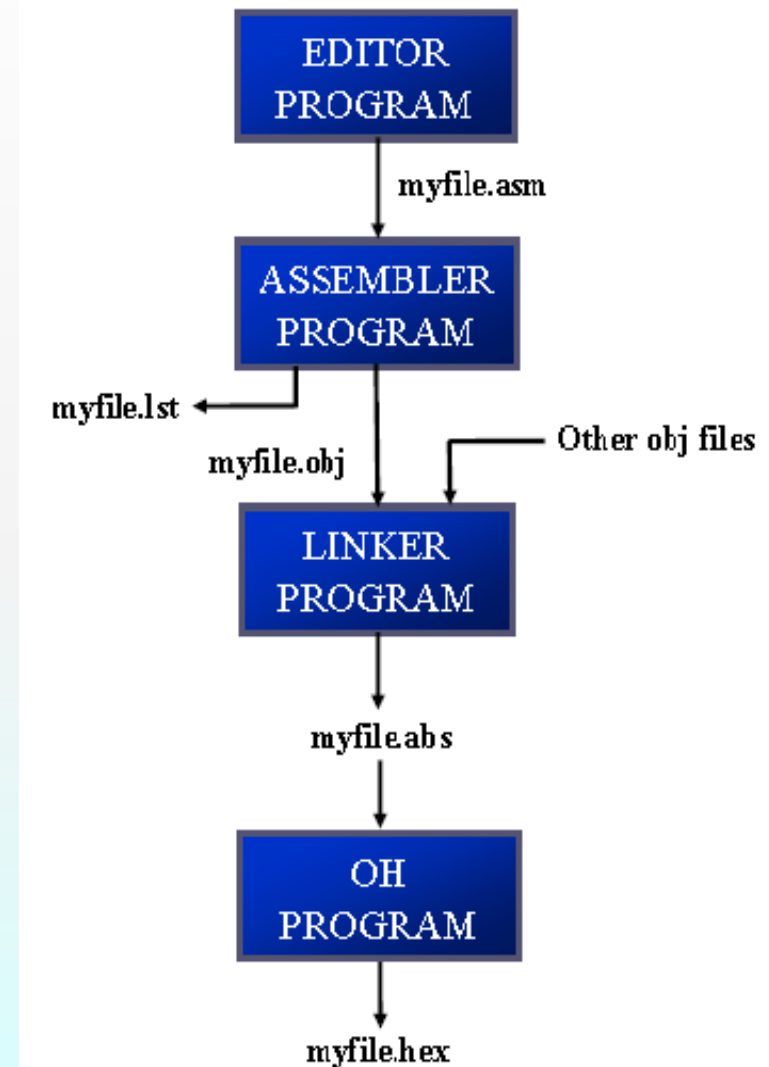 EDITOR
PROGRAM
myfile.asm
ASSEMBLER
PROGRAM
myfile.lst
myfile.obj
Other obj files
LINKER
PROGRAM
myfile.abs
OH
PROGRAM
myfile.hex